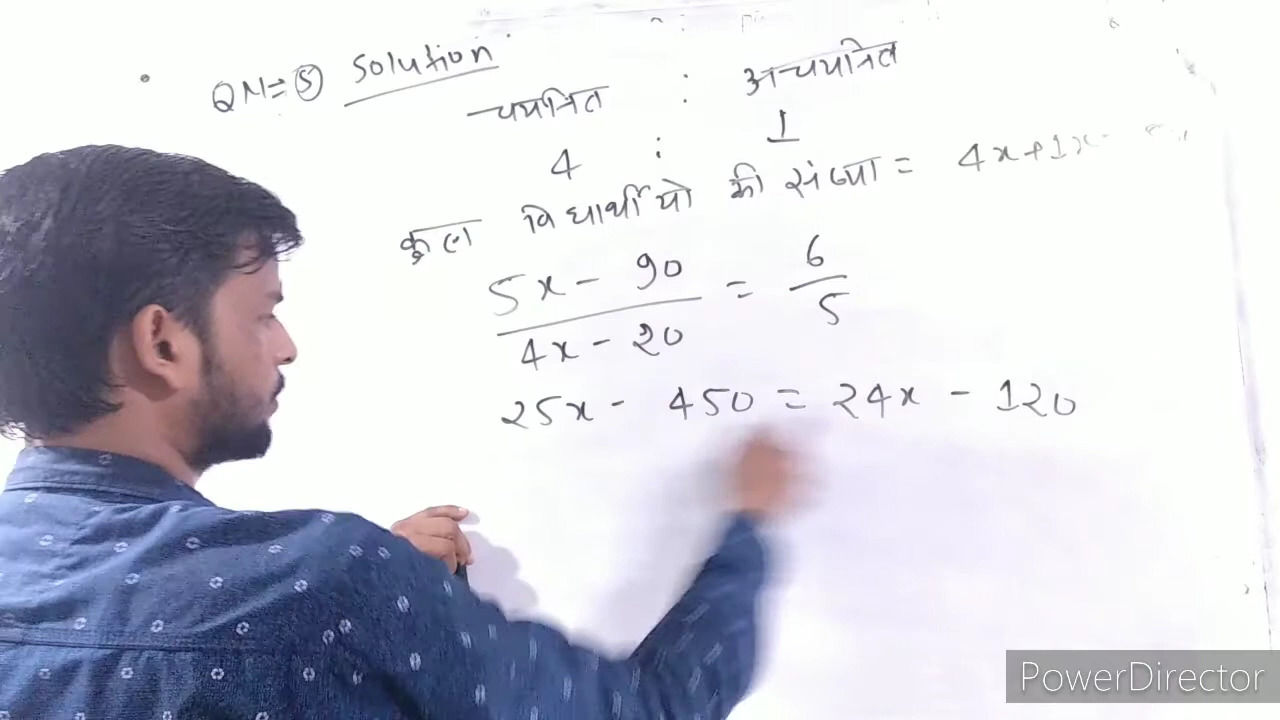 QN= ⑤ Solution
चयनित : अचयनित
4 : 1
कुल विधार्थीयो की संख्या = 4x+1x
5x - 90 / 4x - 20 = 6 / 5
25x - 450 = 24x - 120
PowerDirector